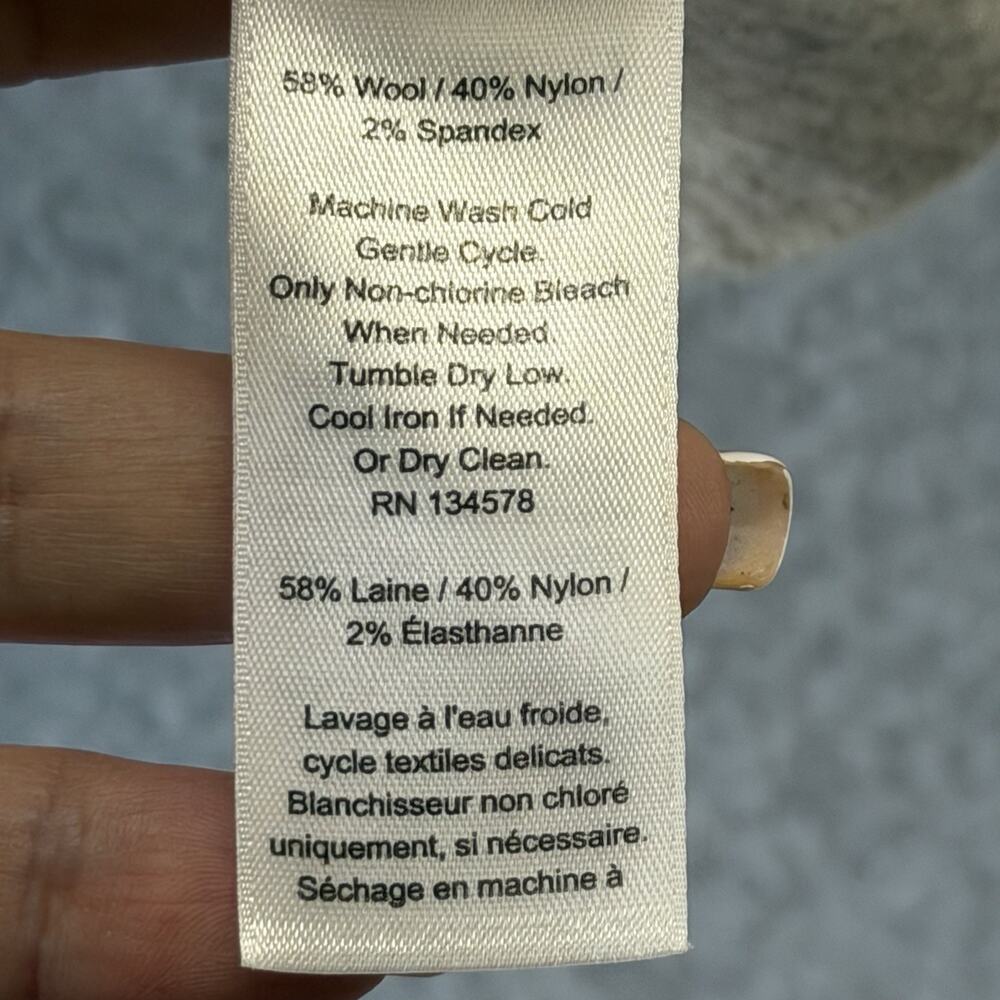 58% Wool / 40% Nylon /
2% Spandex
Machine Wash Cold
Gentle Cycle.
Only Non-chlorine Bleach
When Needed.
Tumble Dry Low.
Cool Iron If Needed.
Or Dry Clean.
RN 134578
58% Laine / 40% Nylon /
2% Élasthanne
Lavage à l'eau froide,
cycle textiles delicats.
Blanchisseur non chloré
uniquement, si nécessaire.
Séchage en machine à